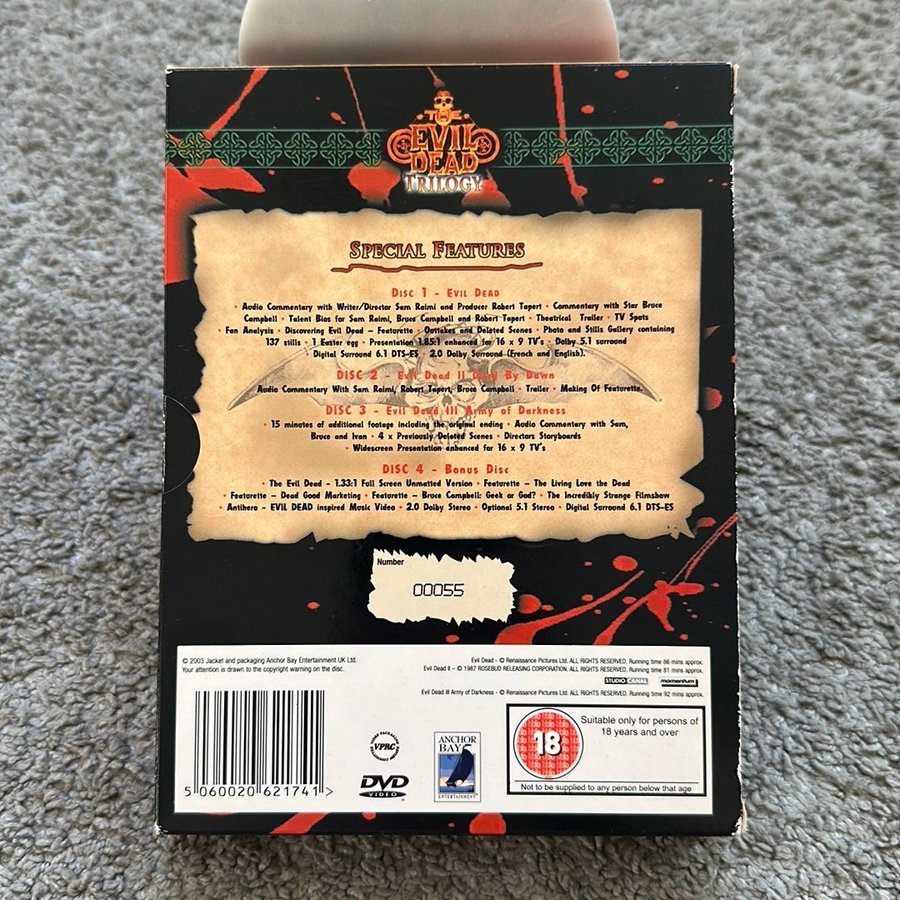 THE
EVIL
DEAD
TRILOGY
Special Features
Disc 1 - Evil Dead
• Audio Commentary with Writer/Director Sam Raimi and Producer Robert Tapert • Commentary with Star Bruce
Campbell • Talent Bios for Sam Raimi, Bruce Campbell and Robert Tapert • Theatrical Trailer • TV Spots
• Fan Analysis • Discovering Evil Dead – Featurette • Outtakes and Deleted Scenes • Photo and Stills Gallery containing
137 stills • 1 Easter egg • Presentation 1.85:1 enhanced for 16 x 9 TV's • Dolby 5.1 surround
Digital Surround 6.1 DTS-ES • 2.0 Dolby Surround (French and English).
DISC 2 - Evil Dead II Dead By Dawn
Audio Commentary With Sam Raimi, Robert Tapert, Bruce Campbell • Trailer • Making Of Featurette.
DISC 3 - Evil Dead III Army of Darkness
• 15 minutes of additional footage including the original ending • Audio Commentary with Sam,
Bruce and Ivan • 4 x Previously Deleted Scenes • Directors Storyboards
• Widescreen Presentation enhanced for 16 x 9 TV's
DISC 4 - Bonus Disc
• The Evil Dead - 1.33:1 Full Screen Unmatted Version • Featurette - The Living Love the Dead
Featurette - Dead Good Marketing • Featurette - Bruce Campbell: Geek or God? • The Incredibly Strange Filmshow
Antihero - EVIL DEAD inspired Music Video • 2.0 Dolby Stereo • Optional 5.1 Stereo • Digital Surround 6.1 DTS-ES
Number
00055
© 2003 Jacket and packaging Anchor Bay Entertainment UK Ltd.
Your attention is drawn to the copyright warning on the disc.
Evil Dead - © Renaissance Pictures Ltd. ALL RIGHTS RESERVED. Running time 86 mins approx.
Evil Dead II – © 1987 ROSEBUD RELEASING CORPORATION. ALL RIGHTS RESERVED. Running time 81 mins approx.
STUDIO CANAL momentum
Evil Dead III Army of Darkness - © Renaissance Pictures Ltd. ALL RIGHTS RESERVED. Running time 92 mins approx.
5 060020 621741 >
VPRC
DVD
VIDEO
ANCHOR
BAY
ENTERTAINMENT
18
Suitable only for persons of
18 years and over
Not to be supplied to any person below that age